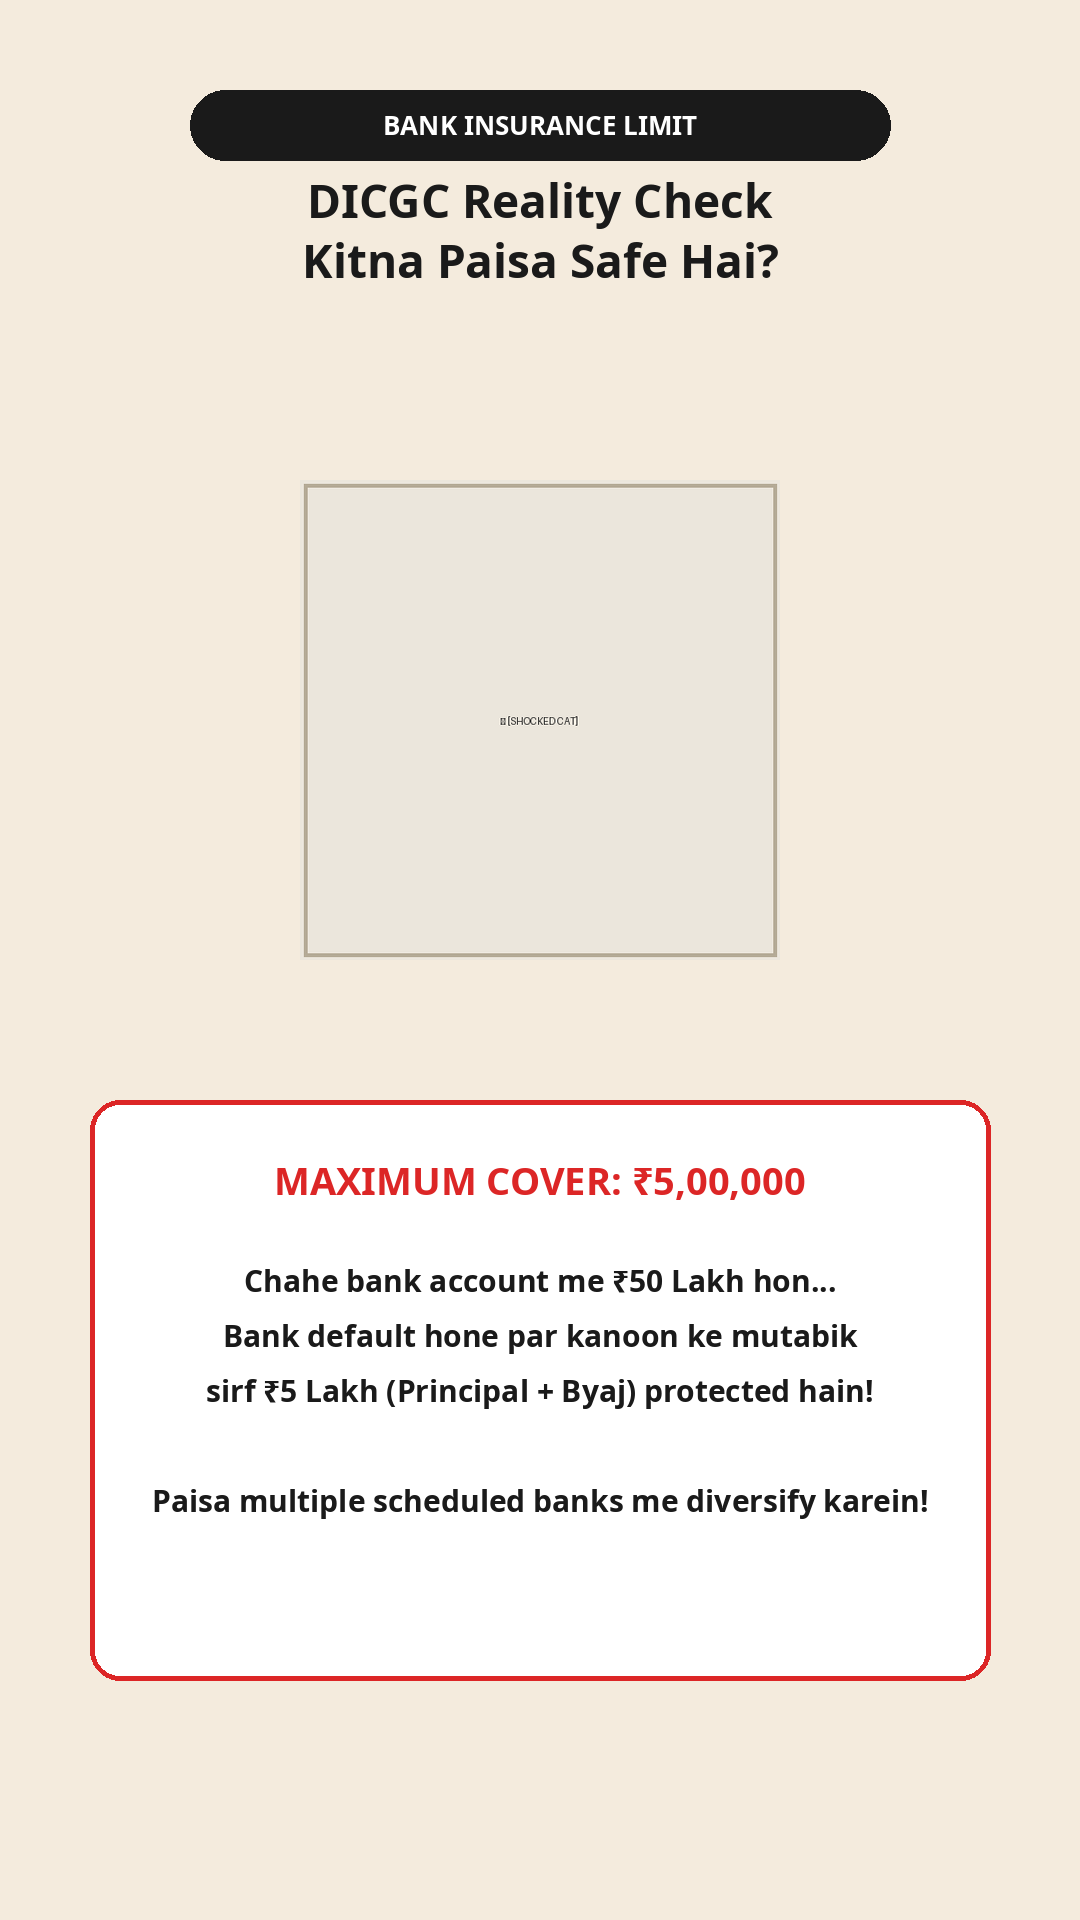 BANK INSURANCE LIMIT
DICGC Reality Check
Kitna Paisa Safe Hai?
[SHOCKED CAT]
MAXIMUM COVER: ₹5,00,000
Chahe bank account me ₹50 Lakh hon...
Bank default hone par kanoon ke mutabik
sirf ₹5 Lakh (Principal + Byaj) protected hain!
Paisa multiple scheduled banks me diversify karein!